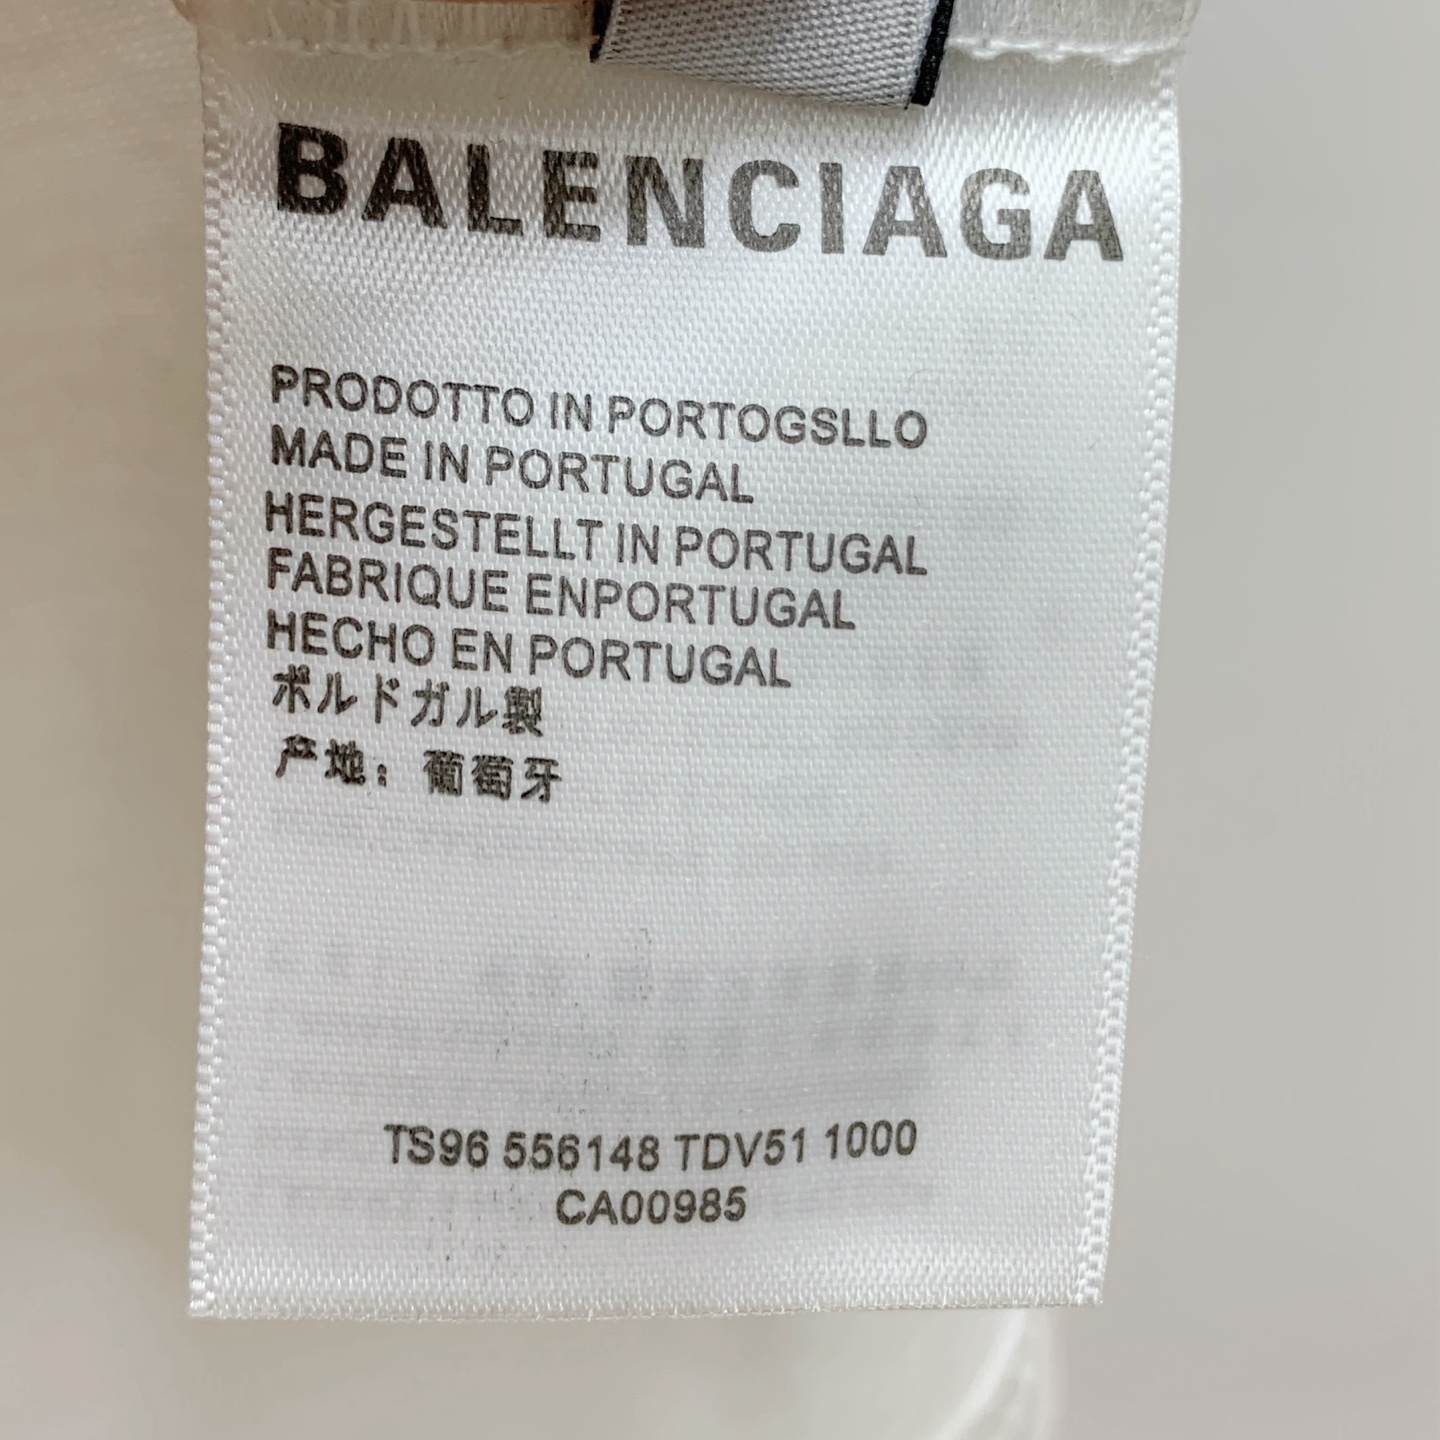 BALENCIAGA
PRODOTTO IN PORTOGSLLO
MADE IN PORTUGAL
HERGESTELLT IN PORTUGAL
FABRIQUE ENPORTUGAL
HECHO EN PORTUGAL
ポルドガル製
产地：葡萄牙
TS96 556148 TDV51 1000
CA00985